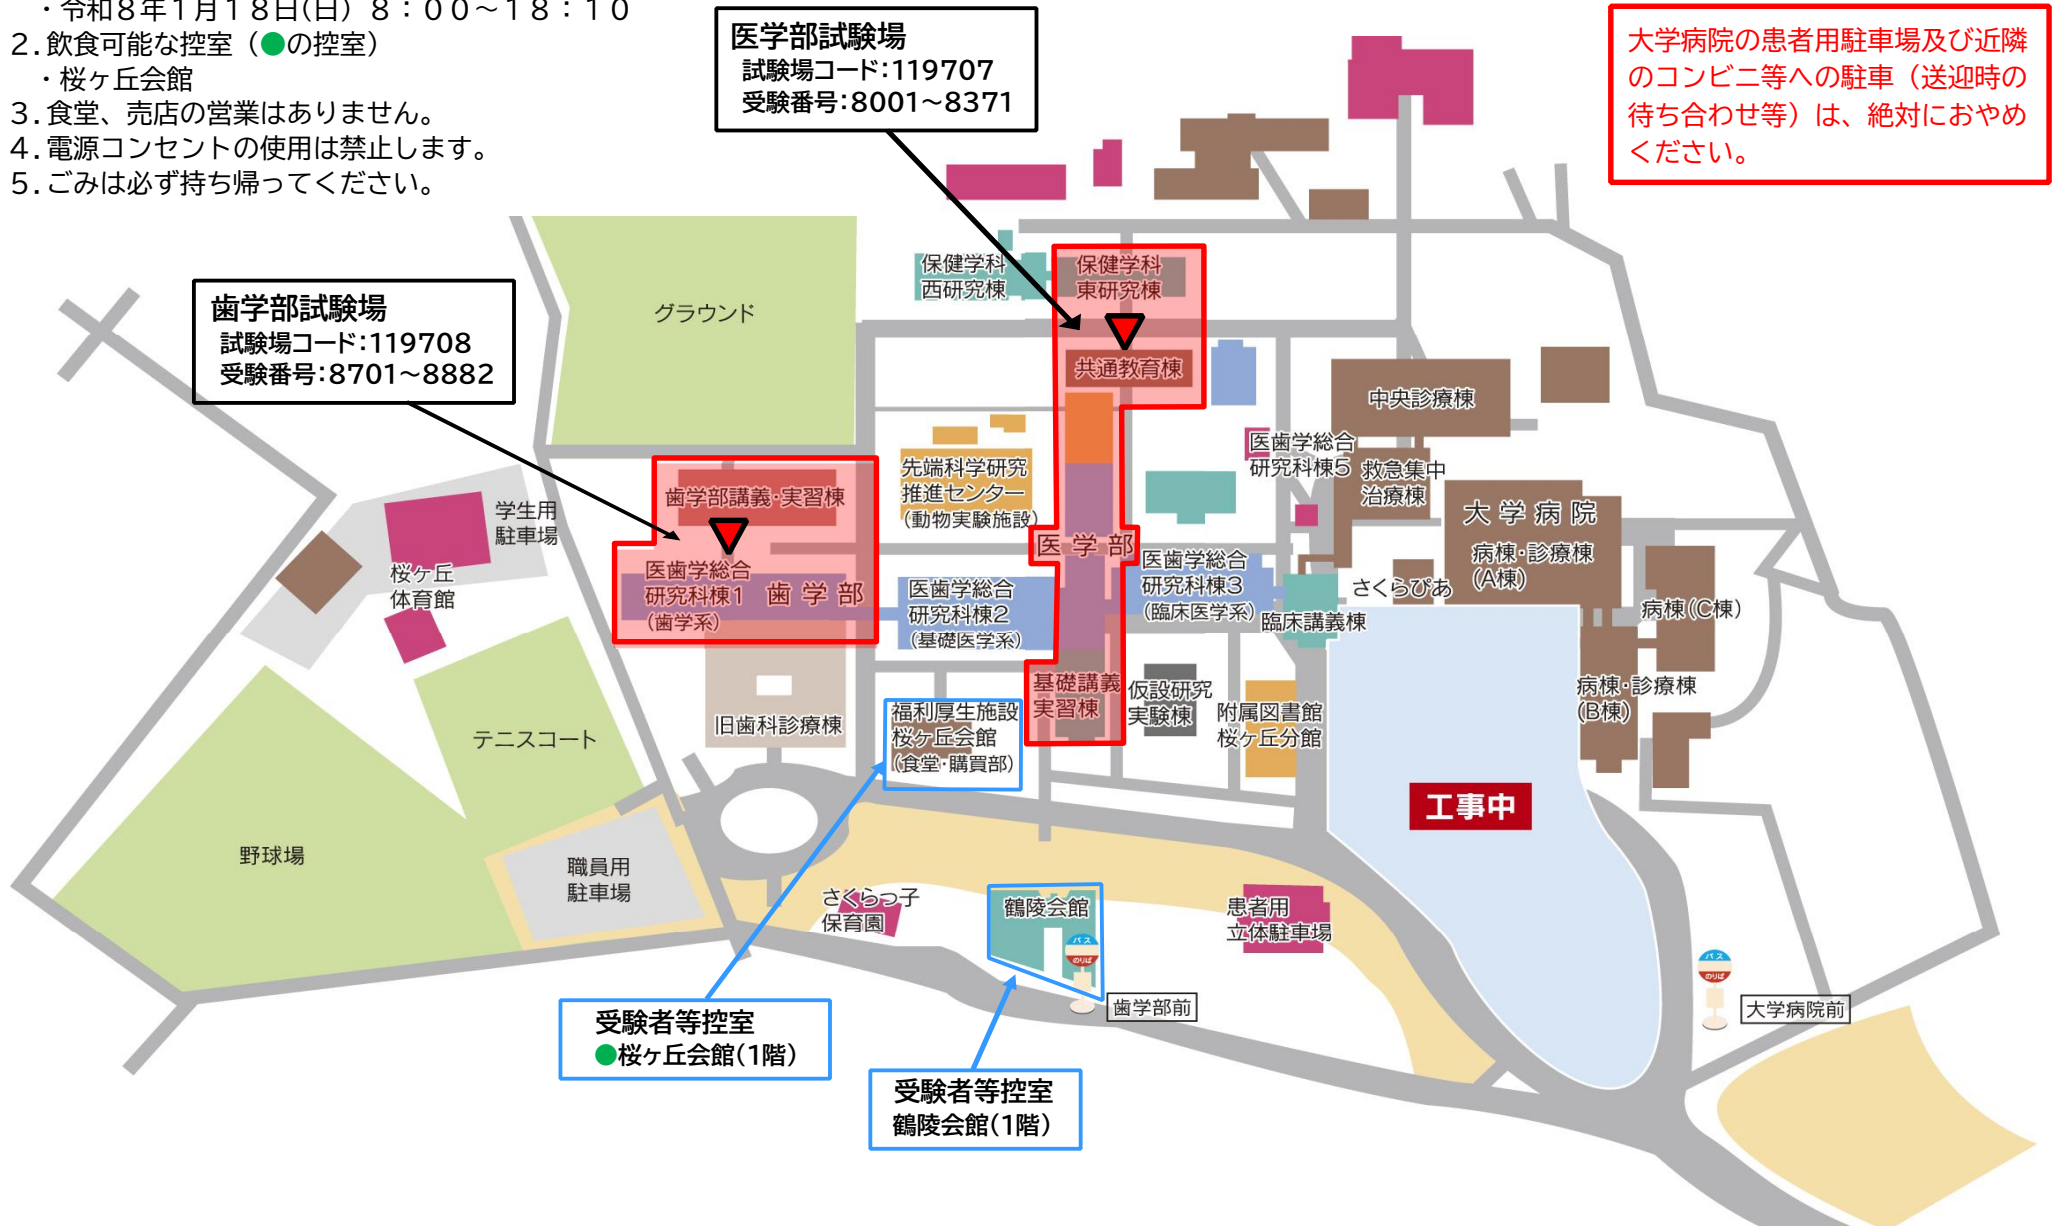 ・令和8年1月18日(日) 8：00～18：10
2.飲食可能な控室（●の控室）
・桜ヶ丘会館
3.食堂、売店の営業はありません。
4.電源コンセントの使用は禁止します。
5.ごみは必ず持ち帰ってください。
医学部試験場
試験場コード:119707
受験番号:8001～8371
大学病院の患者用駐車場及び近隣
のコンビニ等への駐車（送迎時の
待ち合わせ等）は、絶対におやめ
ください。
歯学部試験場
試験場コード:119708
受験番号:8701～8882
グラウンド
保健学科
西研究棟
保健学科
東研究棟
共通教育棟
中央診療棟
医歯学総合
研究科棟5
救急集中
治療棟
先端科学研究
推進センター
(動物実験施設)
歯学部講義・実習棟
学生用
駐車場
桜ヶ丘
体育館
医歯学総合
研究科棟1
(歯学系)
歯学部
医学部
医歯学総合
研究科棟2
(基礎医学系)
医歯学総合
研究科棟3
(臨床医学系)
臨床講義棟
さくらぴあ
大学病院
病棟・診療棟
(A棟)
病棟(C棟)
病棟・診療棟
(B棟)
基礎講義
実習棟
仮設研究
実験棟
附属図書館
桜ヶ丘分館
旧歯科診療棟
福利厚生施設
桜ヶ丘会館
(食堂・購買部)
テニスコート
野球場
職員用
駐車場
工事中
さくらっ子
保育園
鶴陵会館
患者用
立体駐車場
バス
のりば
歯学部前
バス
のりば
大学病院前
受験者等控室
●桜ヶ丘会館(1階)
受験者等控室
鶴陵会館(1階)